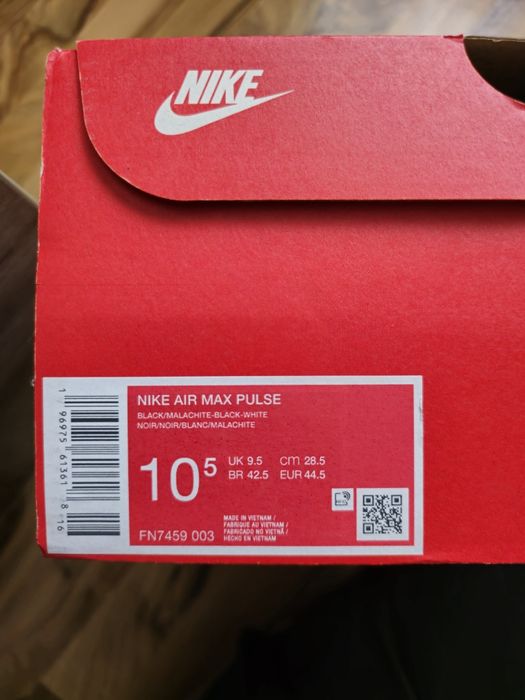 NIKE
NIKE AIR MAX PULSE
BLACK/MALACHITE-BLACK-WHITE
NOIR/NOIR/BLANC/MALACHITE
10⁵
UK 9.5 cm 28.5
BR 42.5 EUR 44.5
MADE IN VIETNAM /
FABRIQUE AU VIETNAM /
FABRICADO NO VIETNÃ /
HECHO EN VIETNAM
FN7459 003
1 96975 61361 8 16